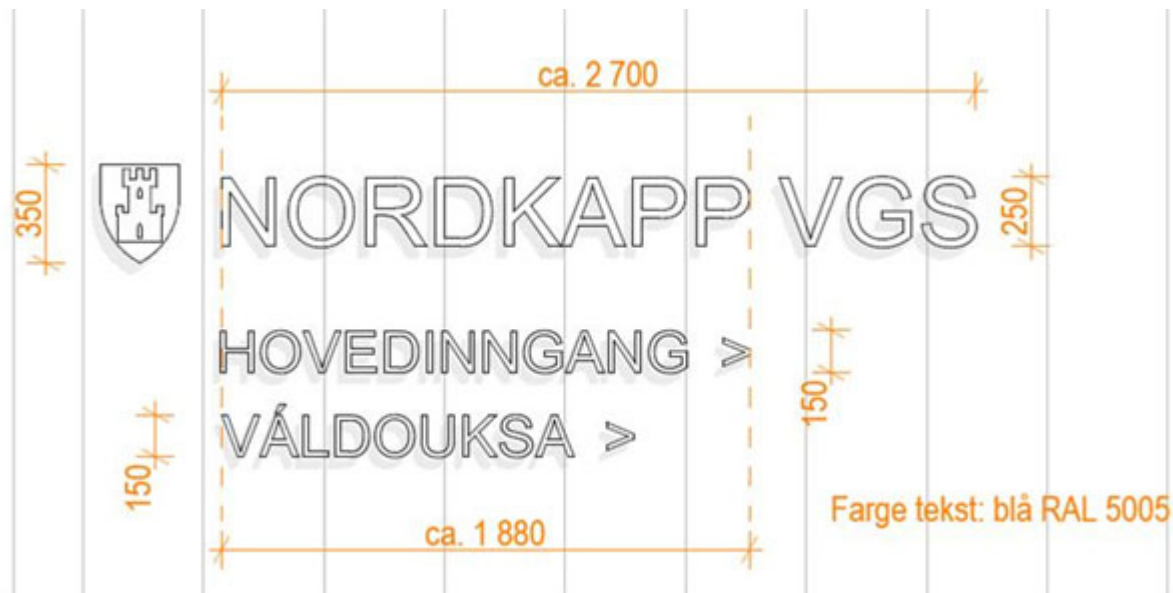 ca. 2 700
350
NORDKAPP VGS
250
HOVEDINNGANG >
150
VÁLDOUKSA >
150
Farge tekst: blå RAL 5005
ca. 1 880